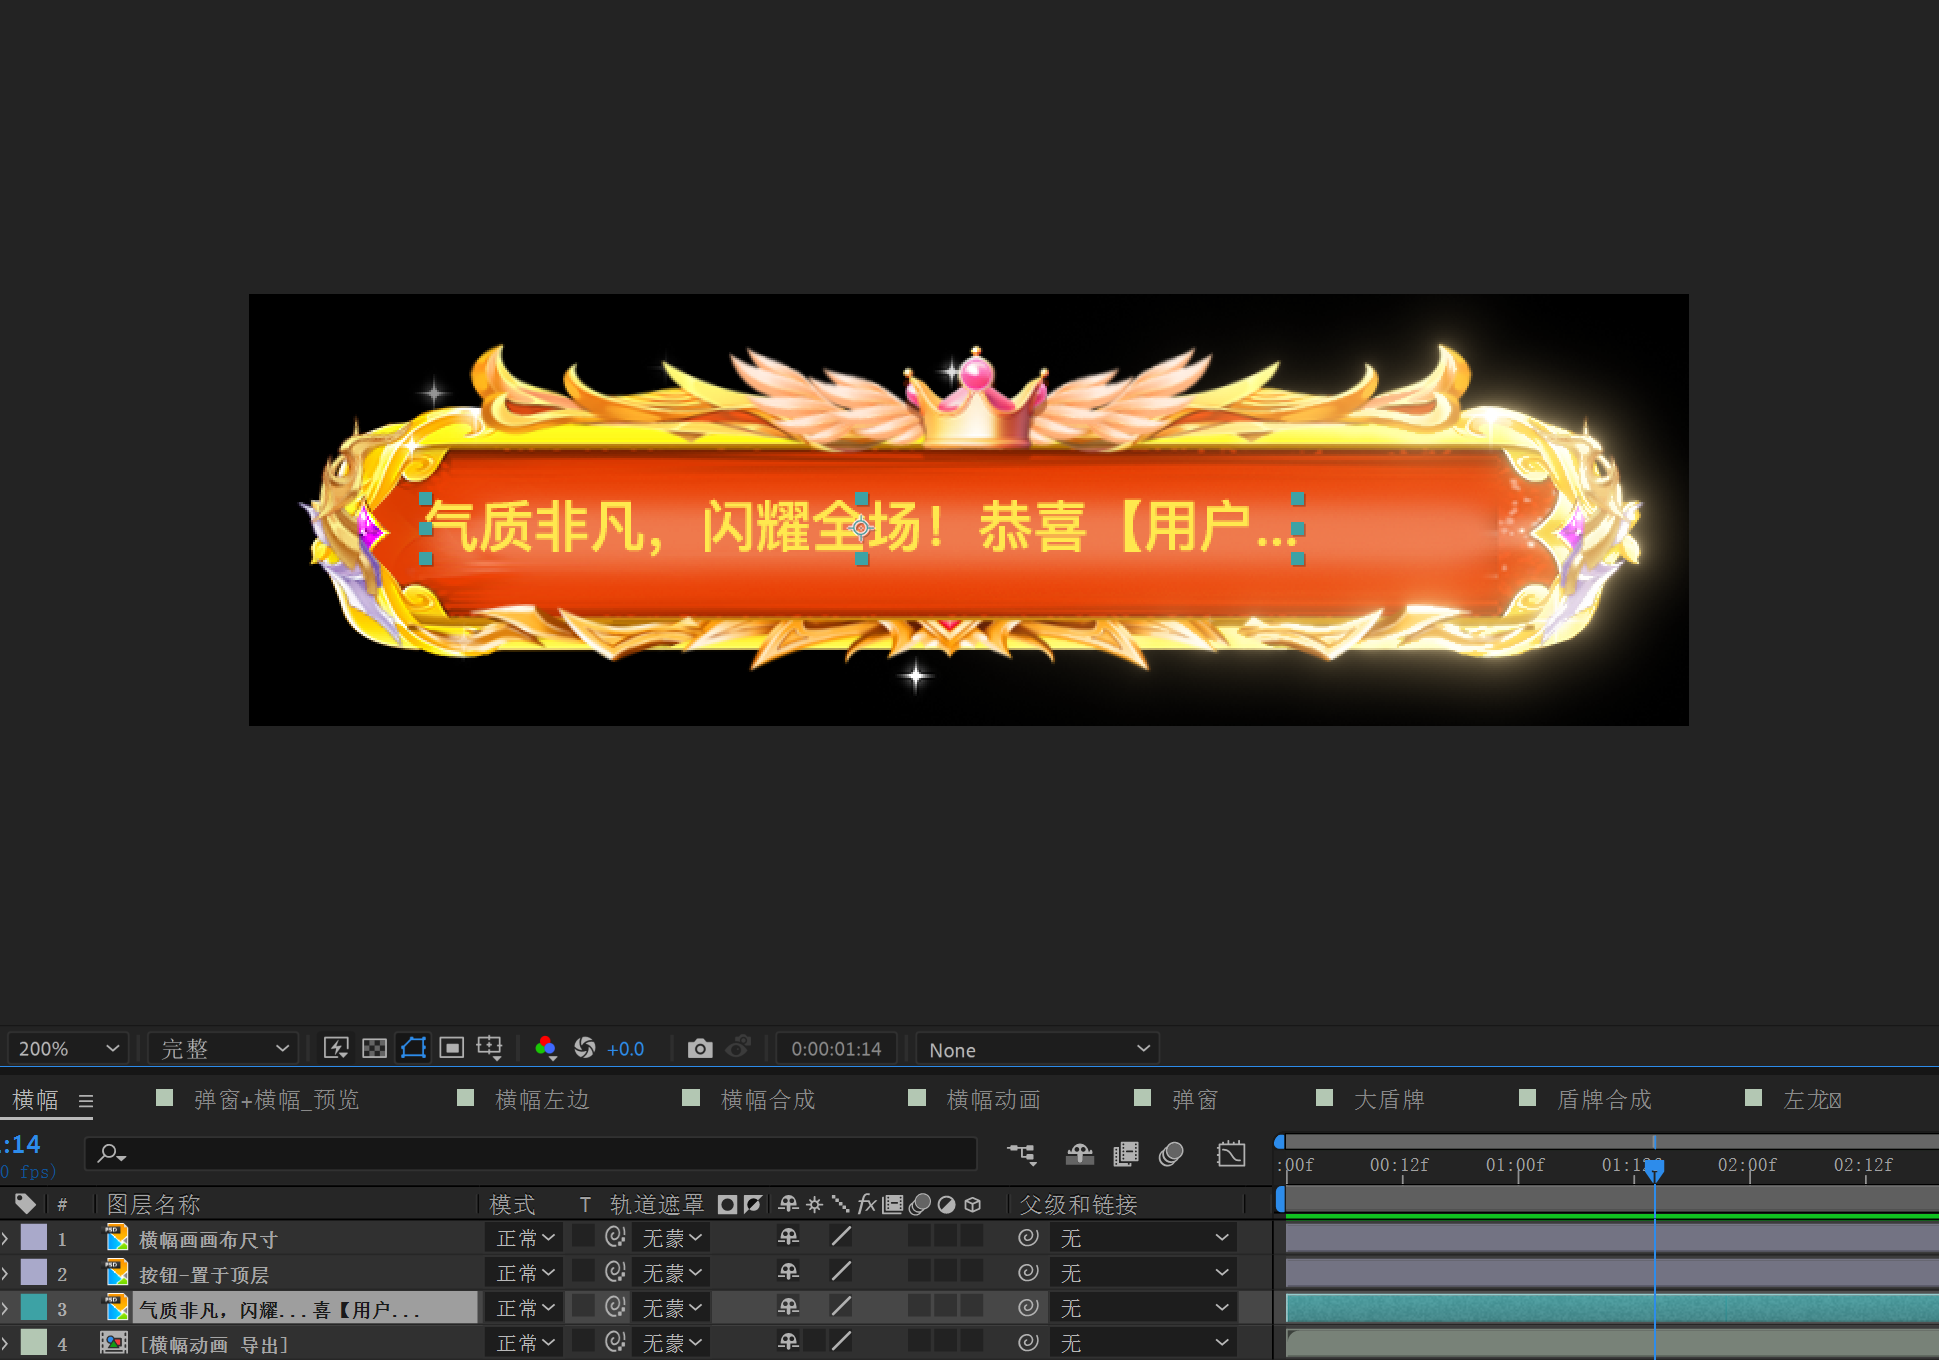 气质非凡，闪耀全场！恭喜【用户...
200% 完整 +0.0 0:00:01:14 None
横幅 弹窗+横幅_预览 横幅左边 横幅合成 横幅动画 弹窗 大盾牌 盾牌合成 左龙
:14
0 fps)
:00f 00:12f 01:00f 01:12f 02:00f 02:12f
# 图层名称 模式 T 轨道遮罩 fx 父级和链接
1 横幅画画布尺寸 正常 无蒙 无
2 按钮-置于顶层 正常 无蒙 无
3 气质非凡，闪耀...喜【用户... 正常 无蒙 无
4 [横幅动画 导出] 正常 无蒙 无